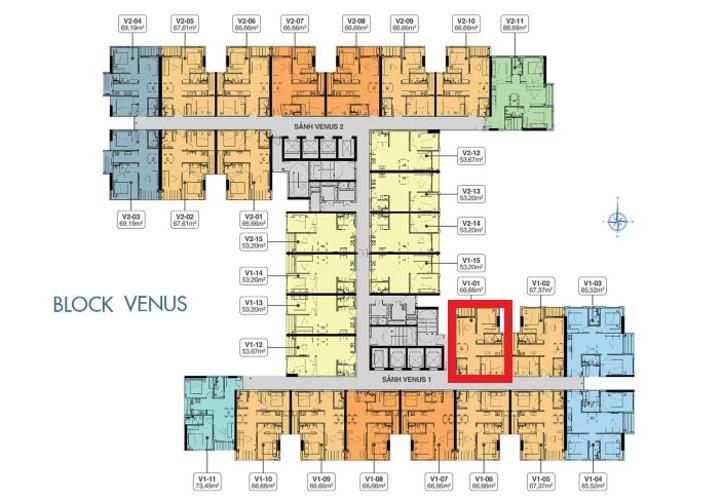 V2-04
69,19m²
V2-05
67,61m²
V2-06
66,66m²
V2-07
66,66m²
V2-08
66,66m²
V2-09
66,66m²
V2-10
66,66m²
V2-11
86,69m²
SẢNH VENUS 2
V2-12
53,67m²
V2-13
53,20m²
V2-14
53,20m²
V2-03
69,19m²
V2-02
67,61m²
V2-01
66,66m²
V2-15
53,20m²
V1-15
53,20m²
V1-14
53,20m²
V1-01
66,66m²
V1-02
67,37m²
V1-03
85,52m²
BLOCK VENUS
V1-13
53,20m²
V1-12
53,67m²
SẢNH VENUS 1
V1-11
73,49m²
V1-10
66,66m²
V1-09
66,66m²
V1-08
66,66m²
V1-07
66,66m²
V1-06
66,66m²
V1-05
67,37m²
V1-04
85,52m²